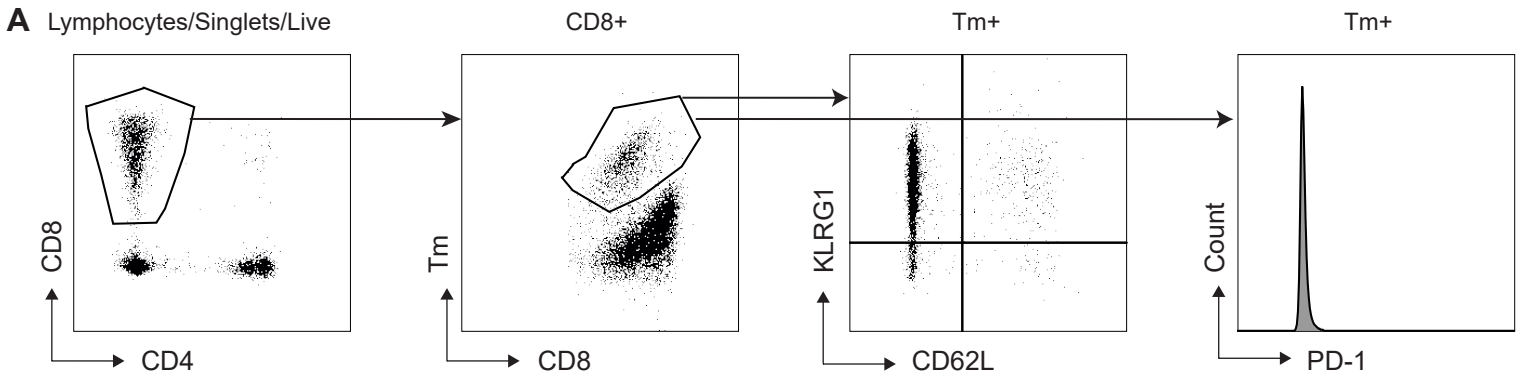 A Lymphocytes/Singlets/Live
CD8+
Tm+
Tm+
CD8
CD4
Tm
CD8
KLRG1
CD62L
Count
PD-1